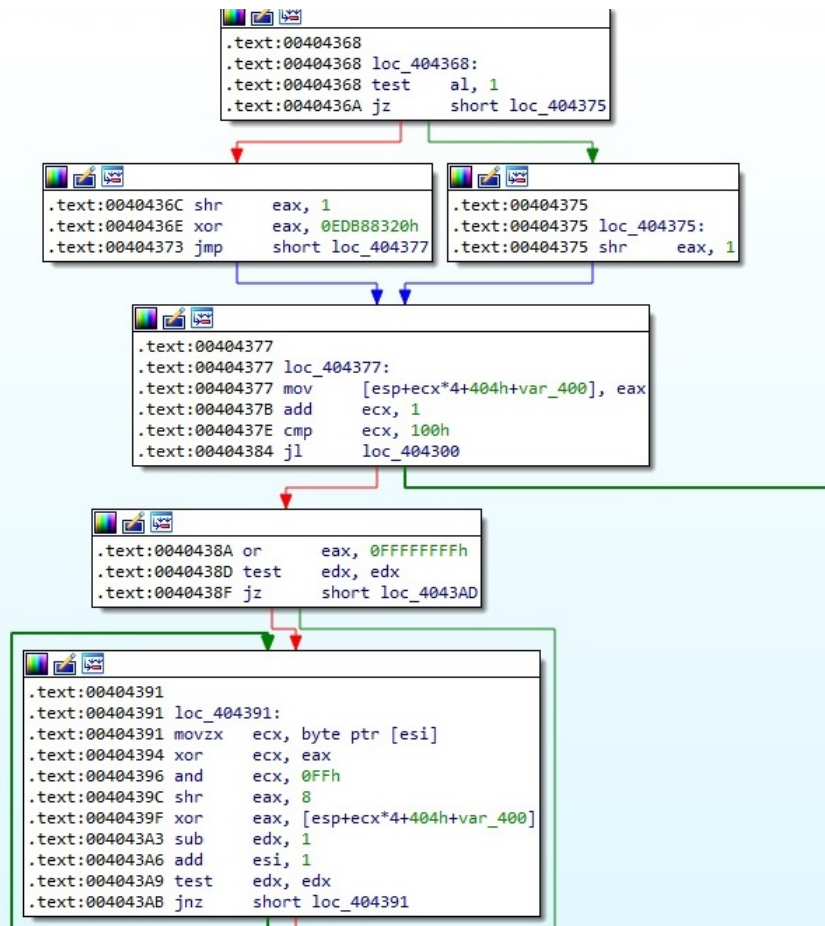 .text:00404368
.text:00404368 loc_404368:
.text:00404368 test al, 1
.text:0040436A jz short loc_404375
.text:0040436C shr eax, 1
.text:0040436E xor eax, 0EDB88320h
.text:00404373 jmp short loc_404377
.text:00404375
.text:00404375 loc_404375:
.text:00404375 shr eax, 1
.text:00404377
.text:00404377 loc_404377:
.text:00404377 mov [esp+ecx*4+404h+var_400], eax
.text:0040437B add ecx, 1
.text:0040437E cmp ecx, 100h
.text:00404384 jl loc_404300
.text:0040438A or eax, 0FFFFFFFFh
.text:0040438D test edx, edx
.text:0040438F jz short loc_4043AD
.text:00404391
.text:00404391 loc_404391:
.text:00404391 movzx ecx, byte ptr [esi]
.text:00404394 xor ecx, eax
.text:00404396 and ecx, 0FFh
.text:0040439C shr eax, 8
.text:0040439F xor eax, [esp+ecx*4+404h+var_400]
.text:004043A3 sub edx, 1
.text:004043A6 add esi, 1
.text:004043A9 test edx, edx
.text:004043AB jnz short loc_404391